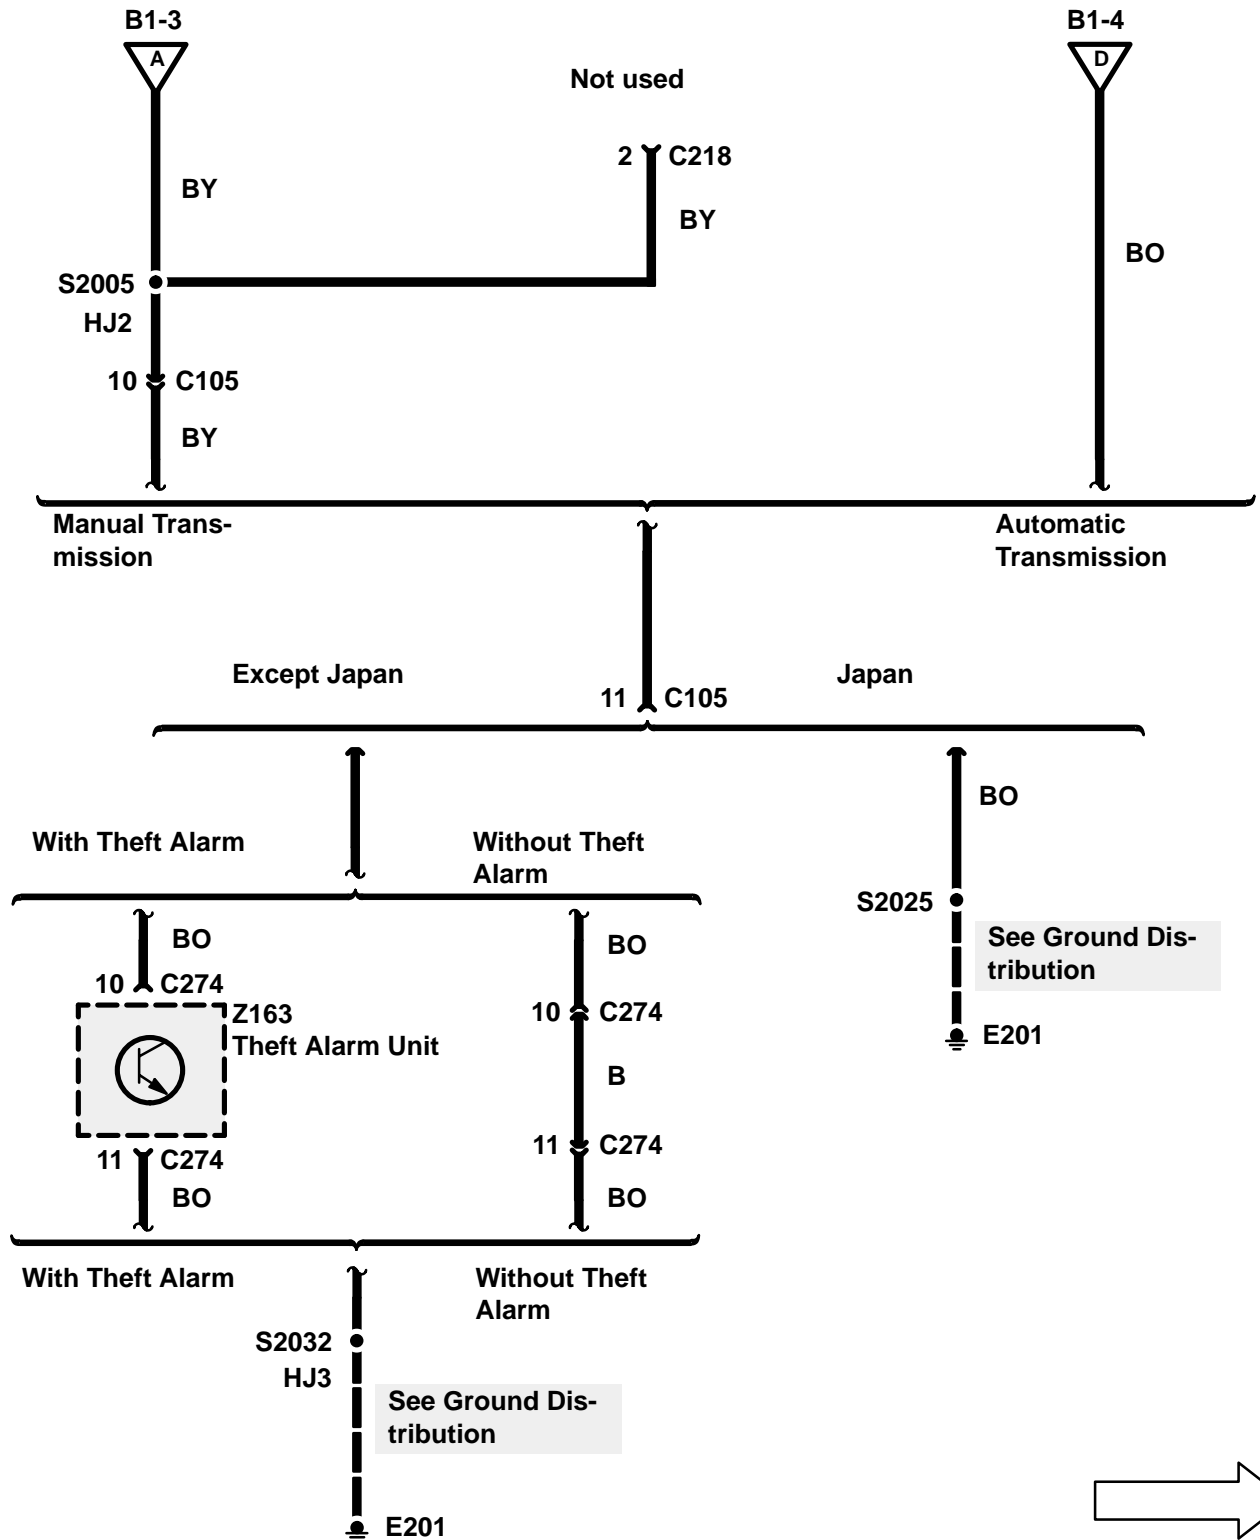 B1-3
B1-4
A
D
Not used
2 C218
BY
BY
BO
S2005
HJ2
10 C105
BY
Manual Trans-
mission
Automatic
Transmission
Except Japan
Japan
11 C105
BO
With Theft Alarm
Without Theft
Alarm
S2025
See Ground Dis-
tribution
BO
BO
10 C274
Z163
Theft Alarm Unit
10 C274
E201
B
11 C274
11 C274
BO
BO
With Theft Alarm
Without Theft
Alarm
S2032
HJ3
See Ground Dis-
tribution
E201